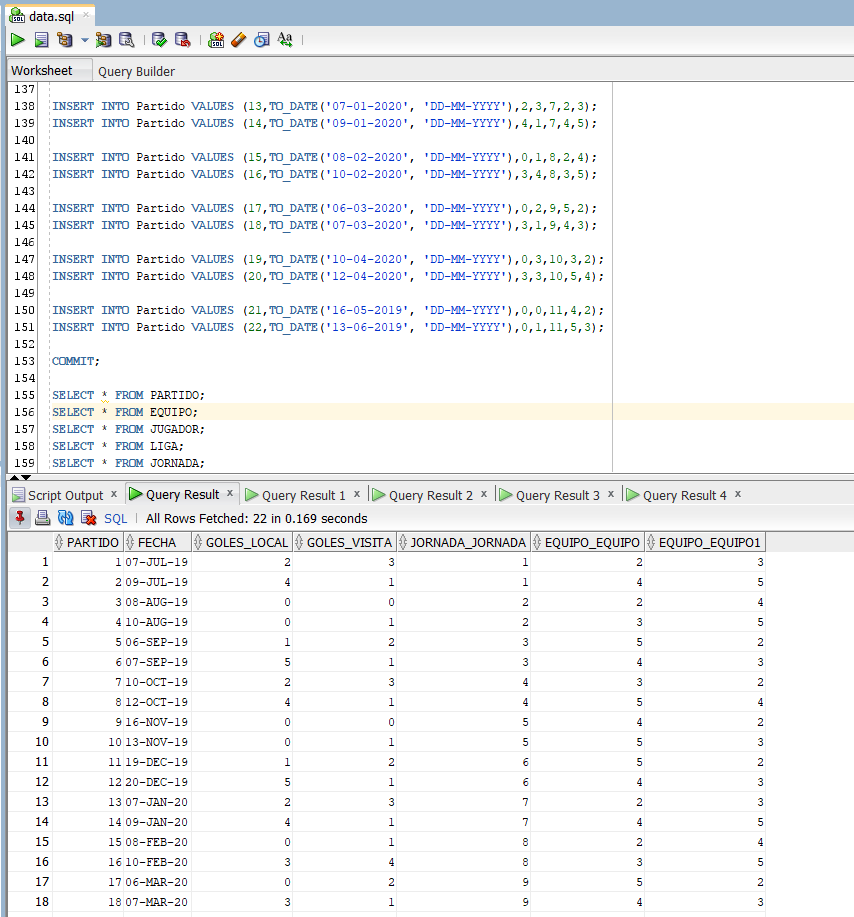 data.sql
Worksheet Query Builder
137
138 INSERT INTO Partido VALUES (13,TO_DATE('07-01-2020', 'DD-MM-YYYY'),2,3,7,2,3);
139 INSERT INTO Partido VALUES (14,TO_DATE('09-01-2020', 'DD-MM-YYYY'),4,1,7,4,5);
140
141 INSERT INTO Partido VALUES (15,TO_DATE('08-02-2020', 'DD-MM-YYYY'),0,1,8,2,4);
142 INSERT INTO Partido VALUES (16,TO_DATE('10-02-2020', 'DD-MM-YYYY'),3,4,8,3,5);
143
144 INSERT INTO Partido VALUES (17,TO_DATE('06-03-2020', 'DD-MM-YYYY'),0,2,9,5,2);
145 INSERT INTO Partido VALUES (18,TO_DATE('07-03-2020', 'DD-MM-YYYY'),3,1,9,4,3);
146
147 INSERT INTO Partido VALUES (19,TO_DATE('10-04-2020', 'DD-MM-YYYY'),0,3,10,3,2);
148 INSERT INTO Partido VALUES (20,TO_DATE('12-04-2020', 'DD-MM-YYYY'),3,3,10,5,4);
149
150 INSERT INTO Partido VALUES (21,TO_DATE('16-05-2019', 'DD-MM-YYYY'),0,0,11,4,2);
151 INSERT INTO Partido VALUES (22,TO_DATE('13-06-2019', 'DD-MM-YYYY'),0,1,11,5,3);
152
153 COMMIT;
154
155 SELECT * FROM PARTIDO;
156 SELECT * FROM EQUIPO;
157 SELECT * FROM JUGADOR;
158 SELECT * FROM LIGA;
159 SELECT * FROM JORNADA;
Script Output x Query Result x Query Result 1 x Query Result 2 x Query Result 3 x Query Result 4 x
SQL | All Rows Fetched: 22 in 0.169 seconds
PARTIDO FECHA GOLES_LOCAL GOLES_VISITA JORNADA_JORNADA EQUIPO_EQUIPO EQUIPO_EQUIPO1
1 1 07-JUL-19 2 3 1 2 3
2 2 09-JUL-19 4 1 1 4 5
3 3 08-AUG-19 0 0 2 2 4
4 4 10-AUG-19 0 1 2 3 5
5 5 06-SEP-19 1 2 3 5 2
6 6 07-SEP-19 5 1 3 4 3
7 7 10-OCT-19 2 3 4 3 2
8 8 12-OCT-19 4 1 4 5 4
9 9 16-NOV-19 0 0 5 4 2
10 10 13-NOV-19 0 1 5 5 3
11 11 19-DEC-19 1 2 6 5 2
12 12 20-DEC-19 5 1 6 4 3
13 13 07-JAN-20 2 3 7 2 3
14 14 09-JAN-20 4 1 7 4 5
15 15 08-FEB-20 0 1 8 2 4
16 16 10-FEB-20 3 4 8 3 5
17 17 06-MAR-20 0 2 9 5 2
18 18 07-MAR-20 3 1 9 4 3